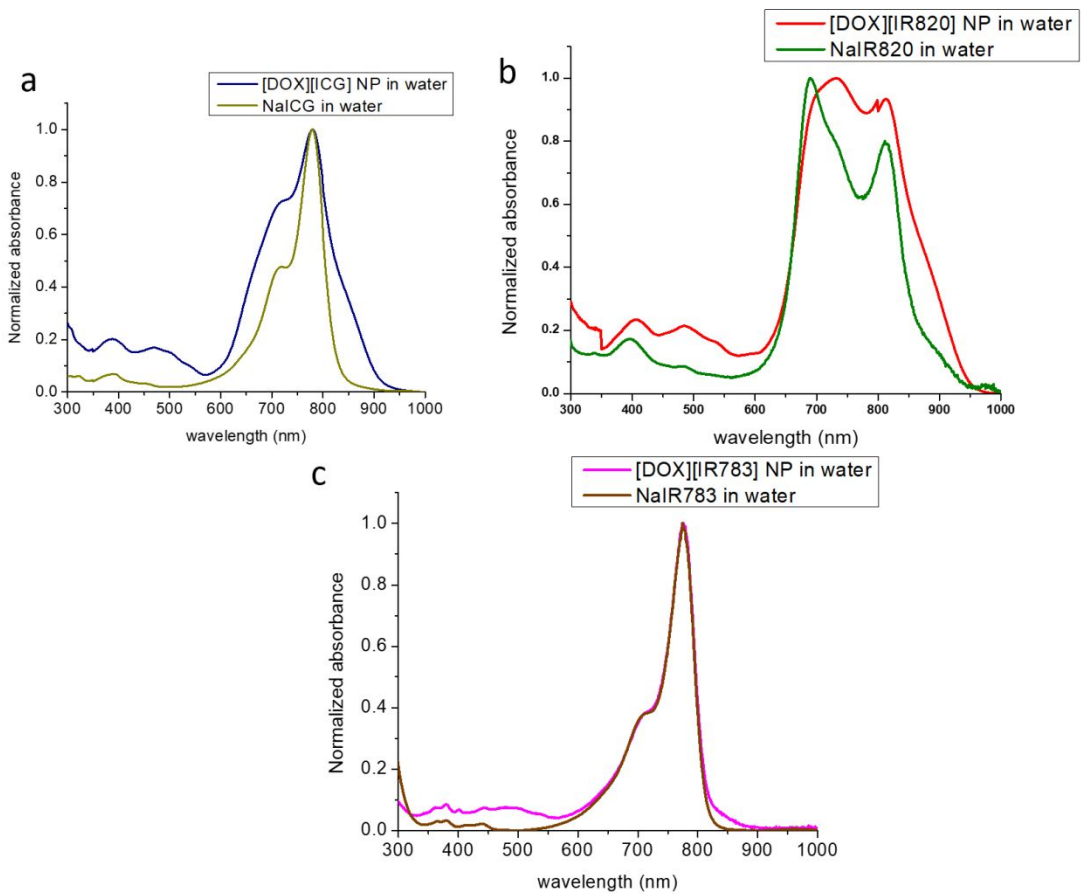 a
[DOX][ICG] NP in water
NaICG in water
Normalized absorbance
1.0
0.8
0.6
0.4
0.2
0.0
300 400 500 600 700 800 900 1000
wavelength (nm)
b
[DOX][IR820] NP in water
NaIR820 in water
Normalized absorbance
1.0
0.8
0.6
0.4
0.2
0.0
300 400 500 600 700 800 900 1000
wavelength (nm)
c
[DOX][IR783] NP in water
NaIR783 in water
Normalized absorbance
1.0
0.8
0.6
0.4
0.2
0.0
300 400 500 600 700 800 900 1000
wavelength (nm)